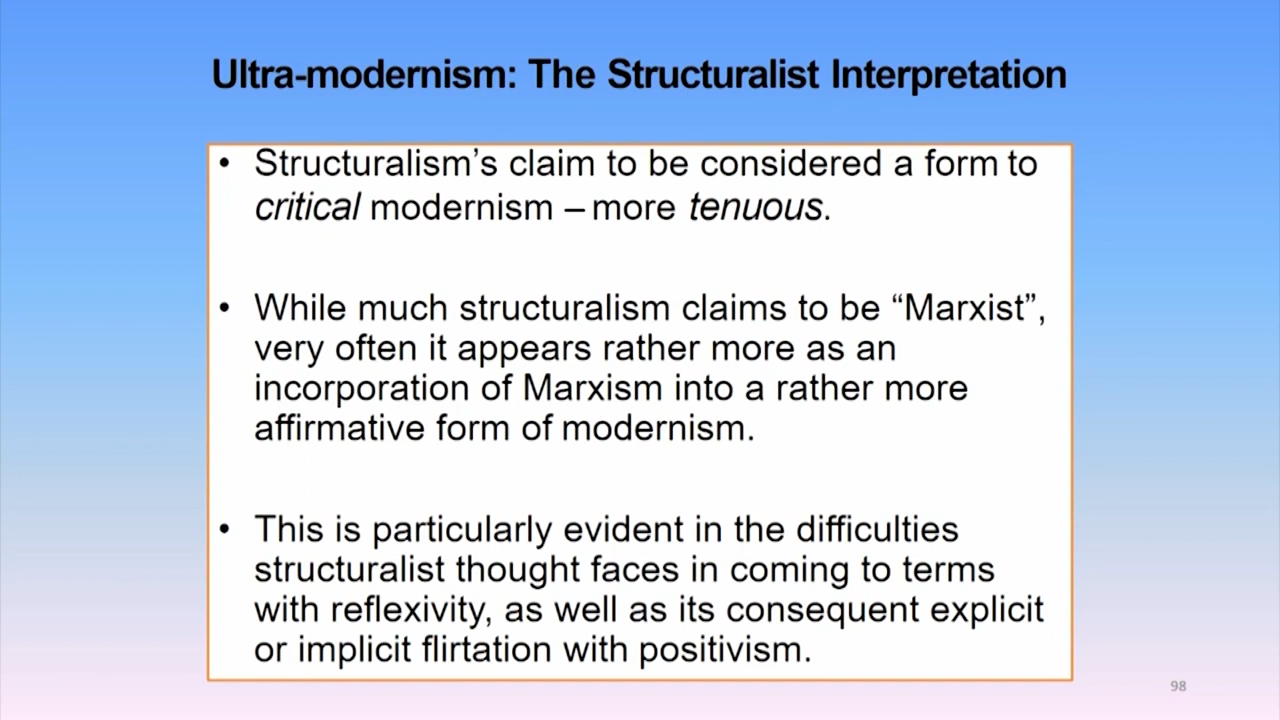 Ultra-modernism: The Structuralist Interpretation
• Structuralism’s claim to be considered a form to
critical modernism – more tenuous.
• While much structuralism claims to be “Marxist”,
very often it appears rather more as an
incorporation of Marxism into a rather more
affirmative form of modernism.
• This is particularly evident in the difficulties
structuralist thought faces in coming to terms
with reflexivity, as well as its consequent explicit
or implicit flirtation with positivism.
98